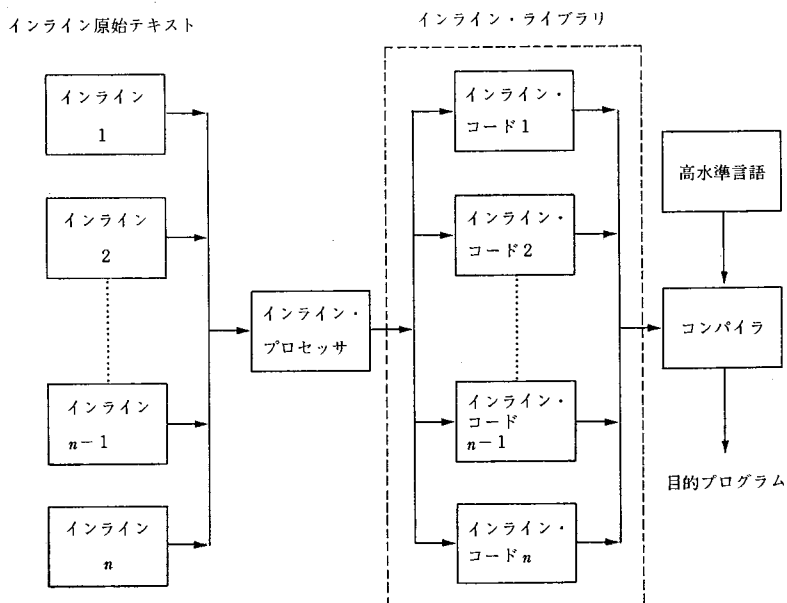 インライン原始テキスト
インライン・ライブラリ
インライン
1
インライン
2
インライン
n−1
インライン
n
インライン・
プロセッサ
インライン・
コード1
インライン・
コード2
インライン・
コード
n−1
インライン・
コードn
高水準言語
コンパイラ
目的プログラム